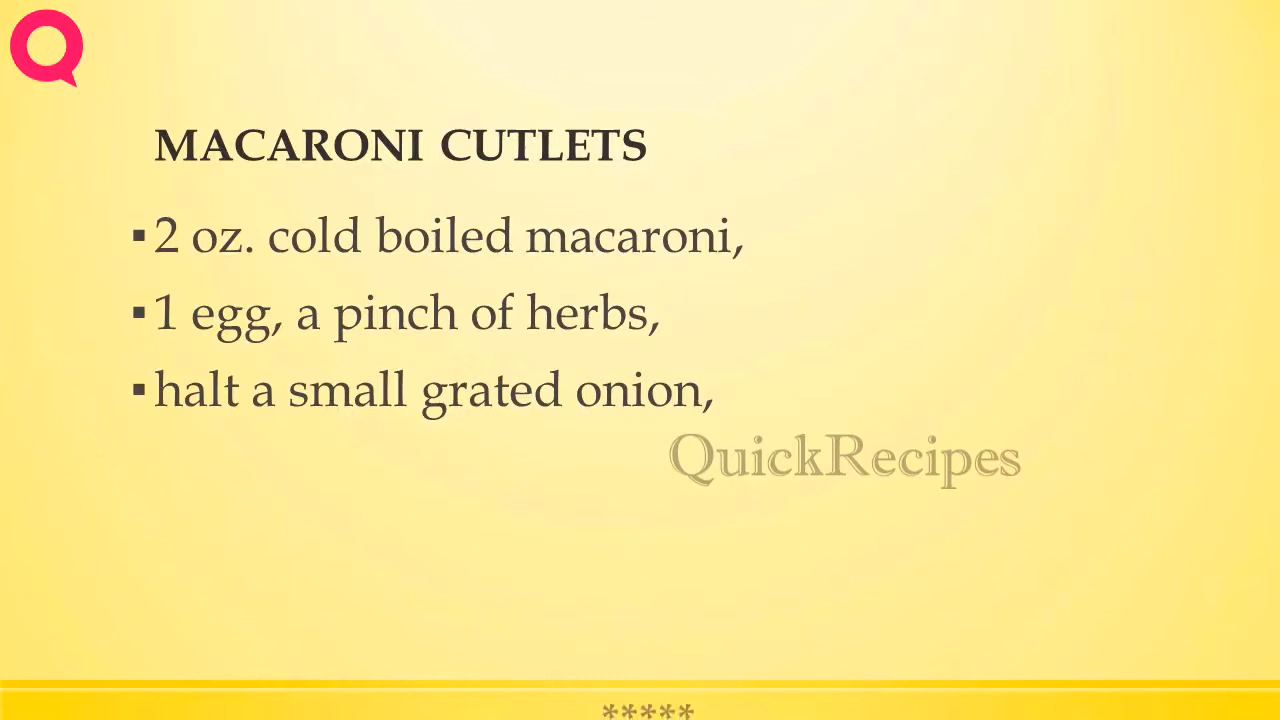 MACARONI CUTLETS
▪2 oz. cold boiled macaroni,
▪1 egg, a pinch of herbs,
▪halt a small grated onion,
QuickRecipes
*****